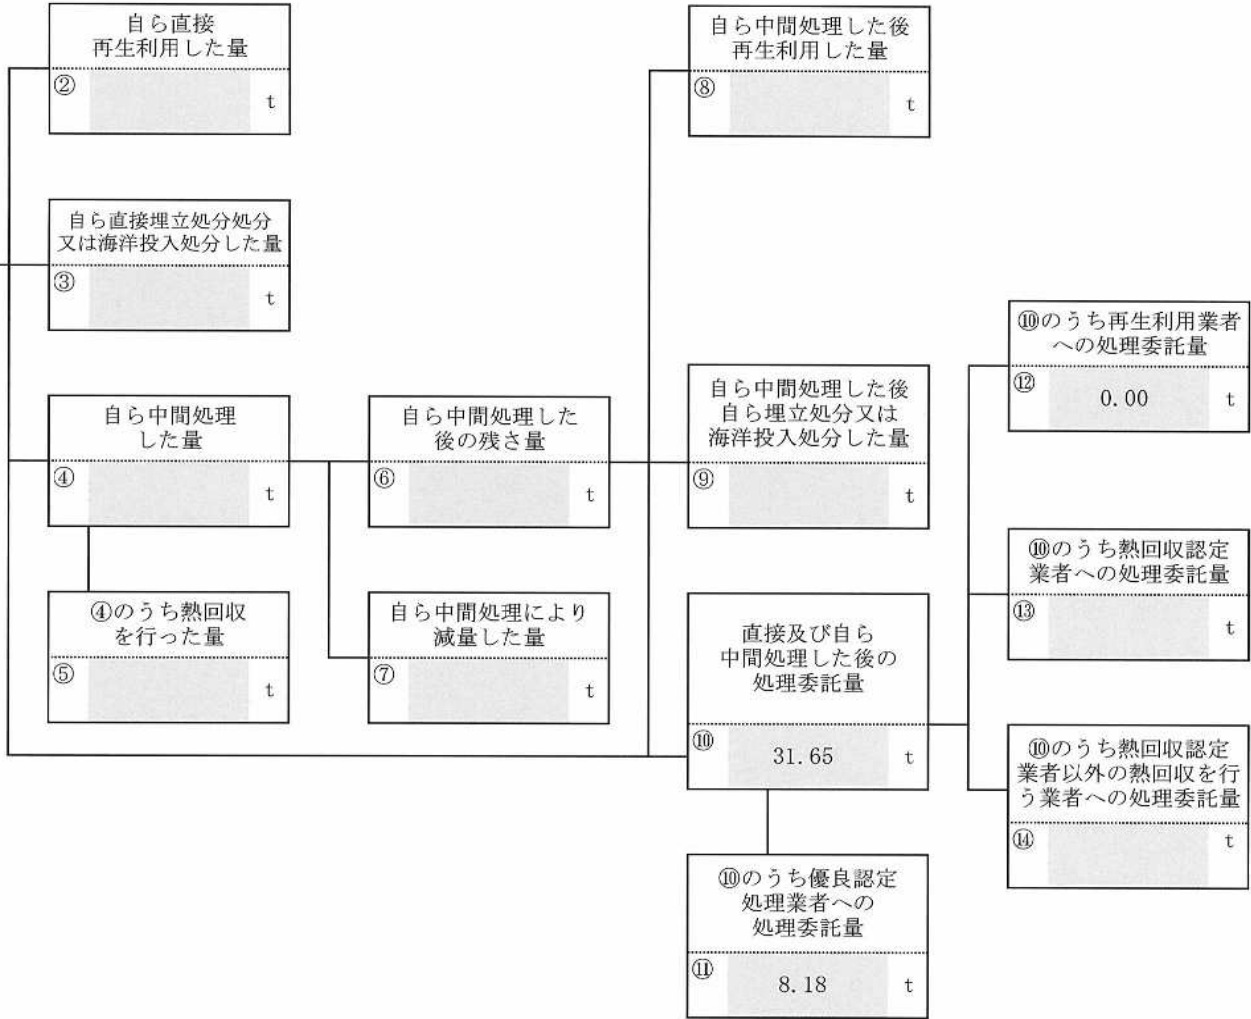 自ら直接
再生利用した量
②
t
自ら中間処理した後
再生利用した量
⑧
t
自ら直接埋立処分処分
又は海洋投入処分した量
③
t
⑩のうち再生利用業者
への処理委託量
⑫
0.00
t
自ら中間処理
した量
④
t
自ら中間処理した
後の残さ量
⑥
t
自ら中間処理した後
自ら埋立処分又は
海洋投入処分した量
⑨
t
⑩のうち熱回収認定
業者への処理委託量
⑬
t
④のうち熱回収
を行った量
⑤
t
自ら中間処理により
減量した量
⑦
t
直接及び自ら
中間処理した後の
処理委託量
⑩
31.65
t
⑩のうち熱回収認定
業者以外の熱回収を行
う業者への処理委託量
⑭
t
⑩のうち優良認定
処理業者への
処理委託量
⑪
8.18
t